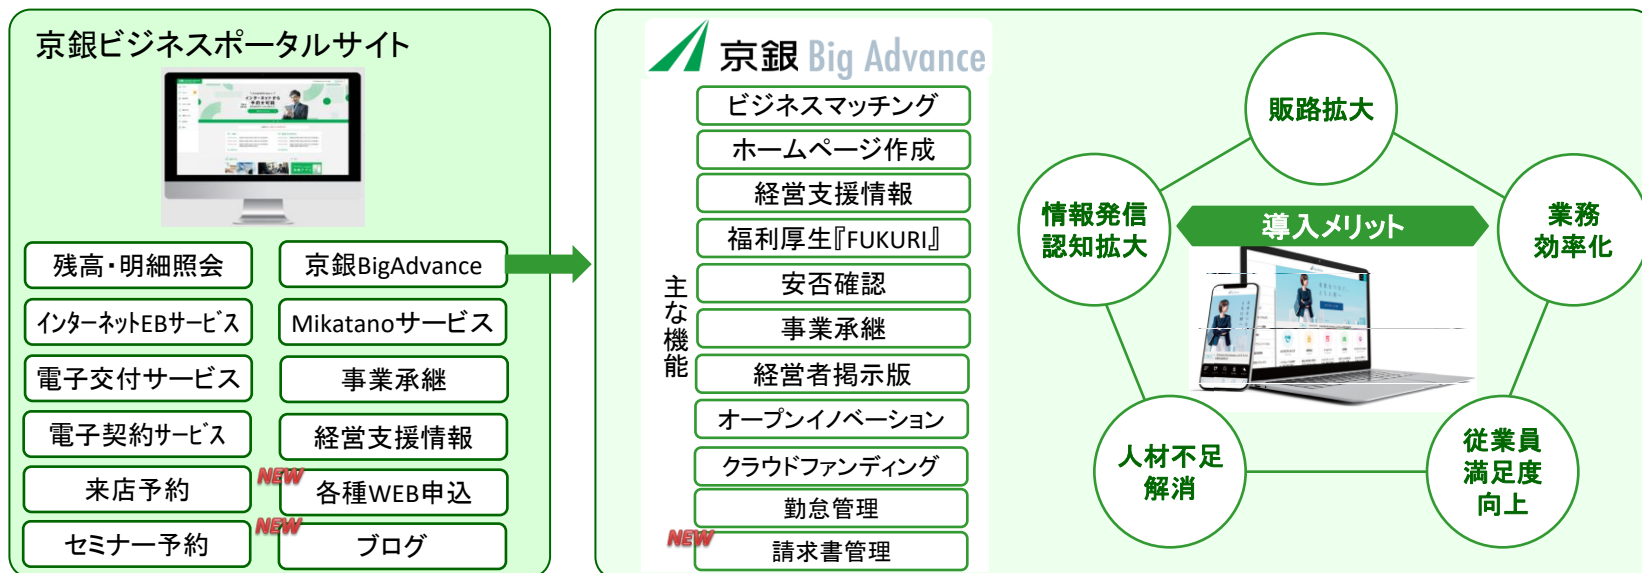 京銀ビジネスポータルサイト
残高・明細照会
京銀BigAdvance
インターネットEBサービス
Mikatanoサービス
電子交付サービス
事業承継
電子契約サービス
経営支援情報
来店予約
NEW
各種WEB申込
セミナー予約
NEW
ブログ
京銀 Big Advance
主な機能
ビジネスマッチング
ホームページ作成
経営支援情報
福利厚生『FUKURI』
安否確認
事業承継
経営者掲示版
オープンイノベーション
クラウドファンディング
勤怠管理
NEW
請求書管理
販路拡大
情報発信
認知拡大
導入メリット
業務
効率化
人材不足
解消
従業員
満足度
向上